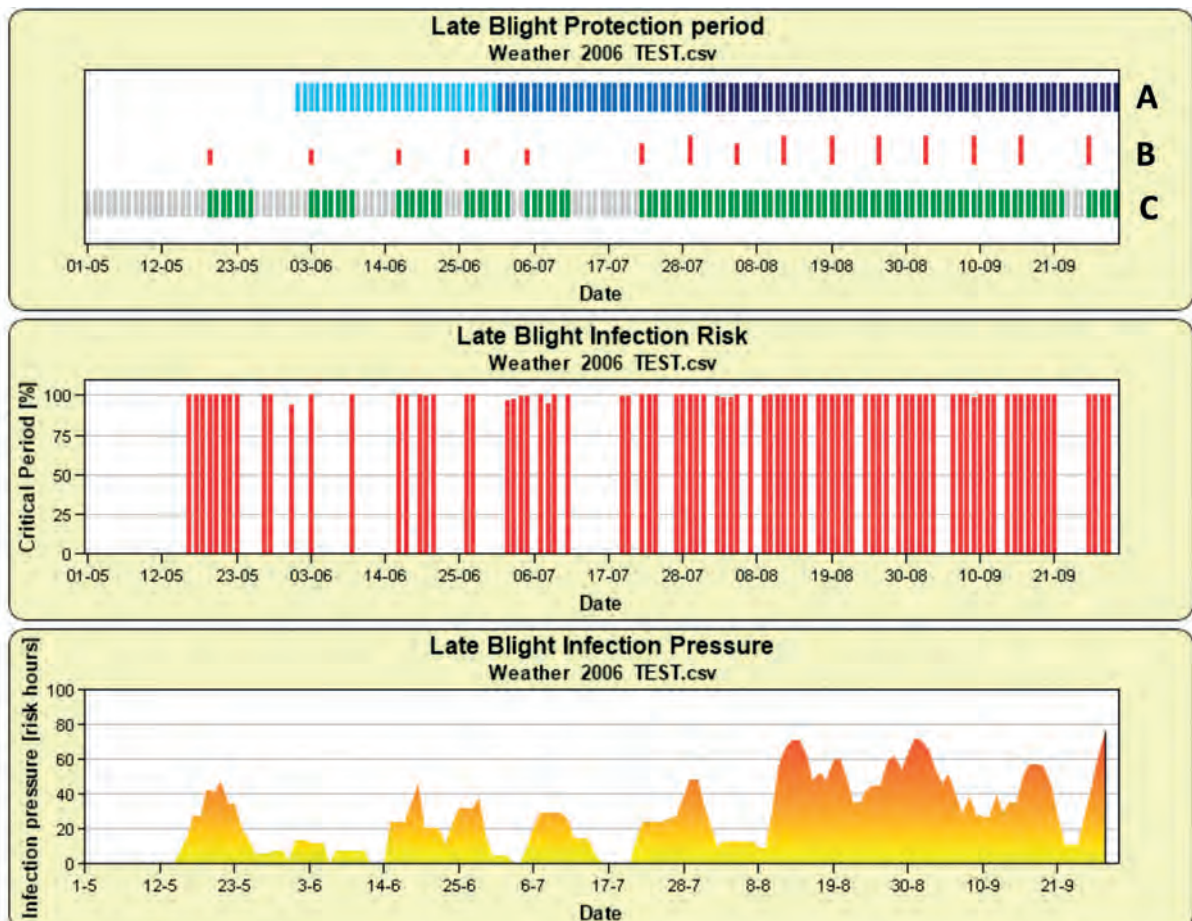 Late Blight Protection period
Weather 2006 TEST.csv
A
B
C
01-05 12-05 23-05 03-06 14-06 25-06 06-07 17-07 28-07 08-08 19-08 30-08 10-09 21-09
Date
Late Blight Infection Risk
Weather 2006 TEST.csv
Critical Period [%]
100
75
50
25
0
01-05 12-05 23-05 03-06 14-06 25-06 06-07 17-07 28-07 08-08 19-08 30-08 10-09 21-09
Date
Late Blight Infection Pressure
Weather 2006 TEST.csv
Infection pressure [risk hours]
100
80
60
40
20
0
1-5 12-5 23-5 3-6 14-6 25-6 6-7 17-7 28-7 8-8 19-8 30-8 10-9 21-9
Date